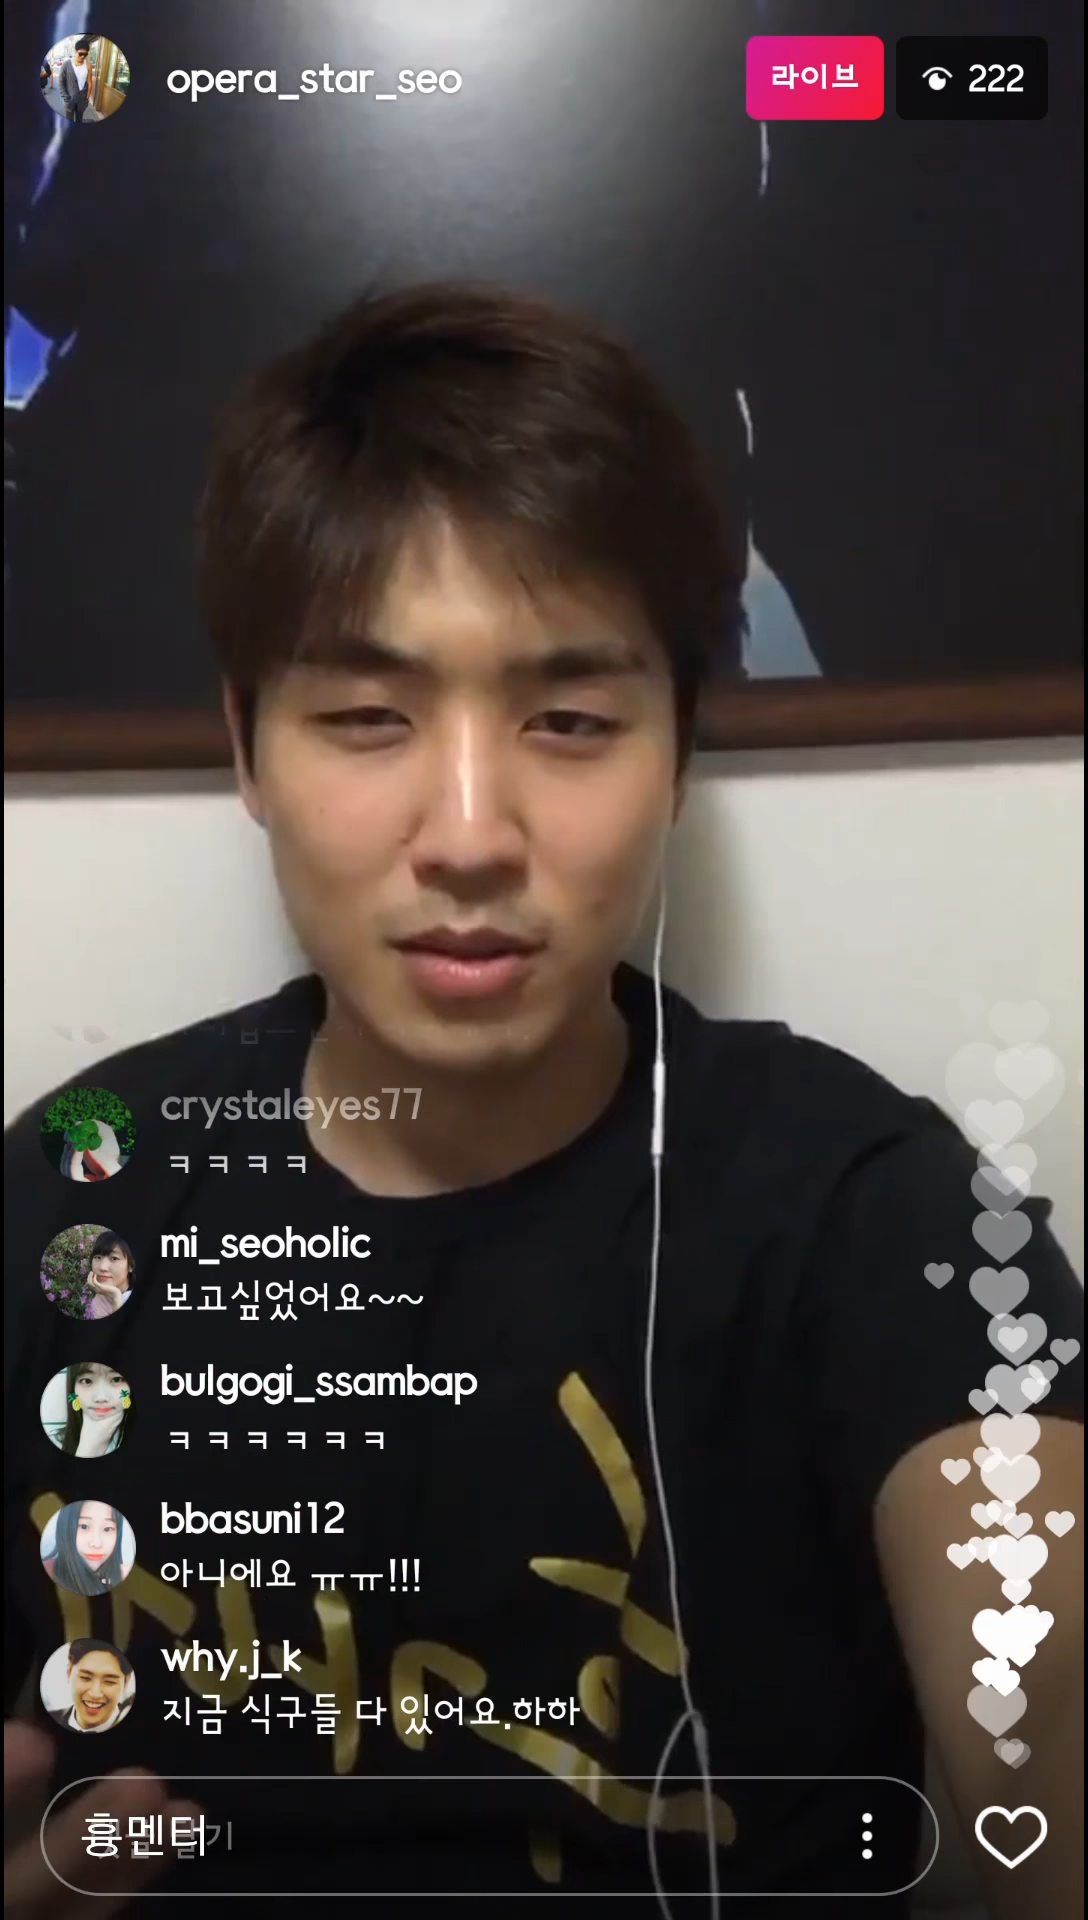 opera_star_seo
라이브
222
crystaleyes77
ㅋㅋㅋㅋ
mi_seoholic
보고싶었어요~~
bulgogi_ssambap
ㅋㅋㅋㅋㅋㅋ
bbasuni12
아니에요 ㅠㅠ!!!
why.j_k
지금 식구들 다 있어요.하하
흉멘터